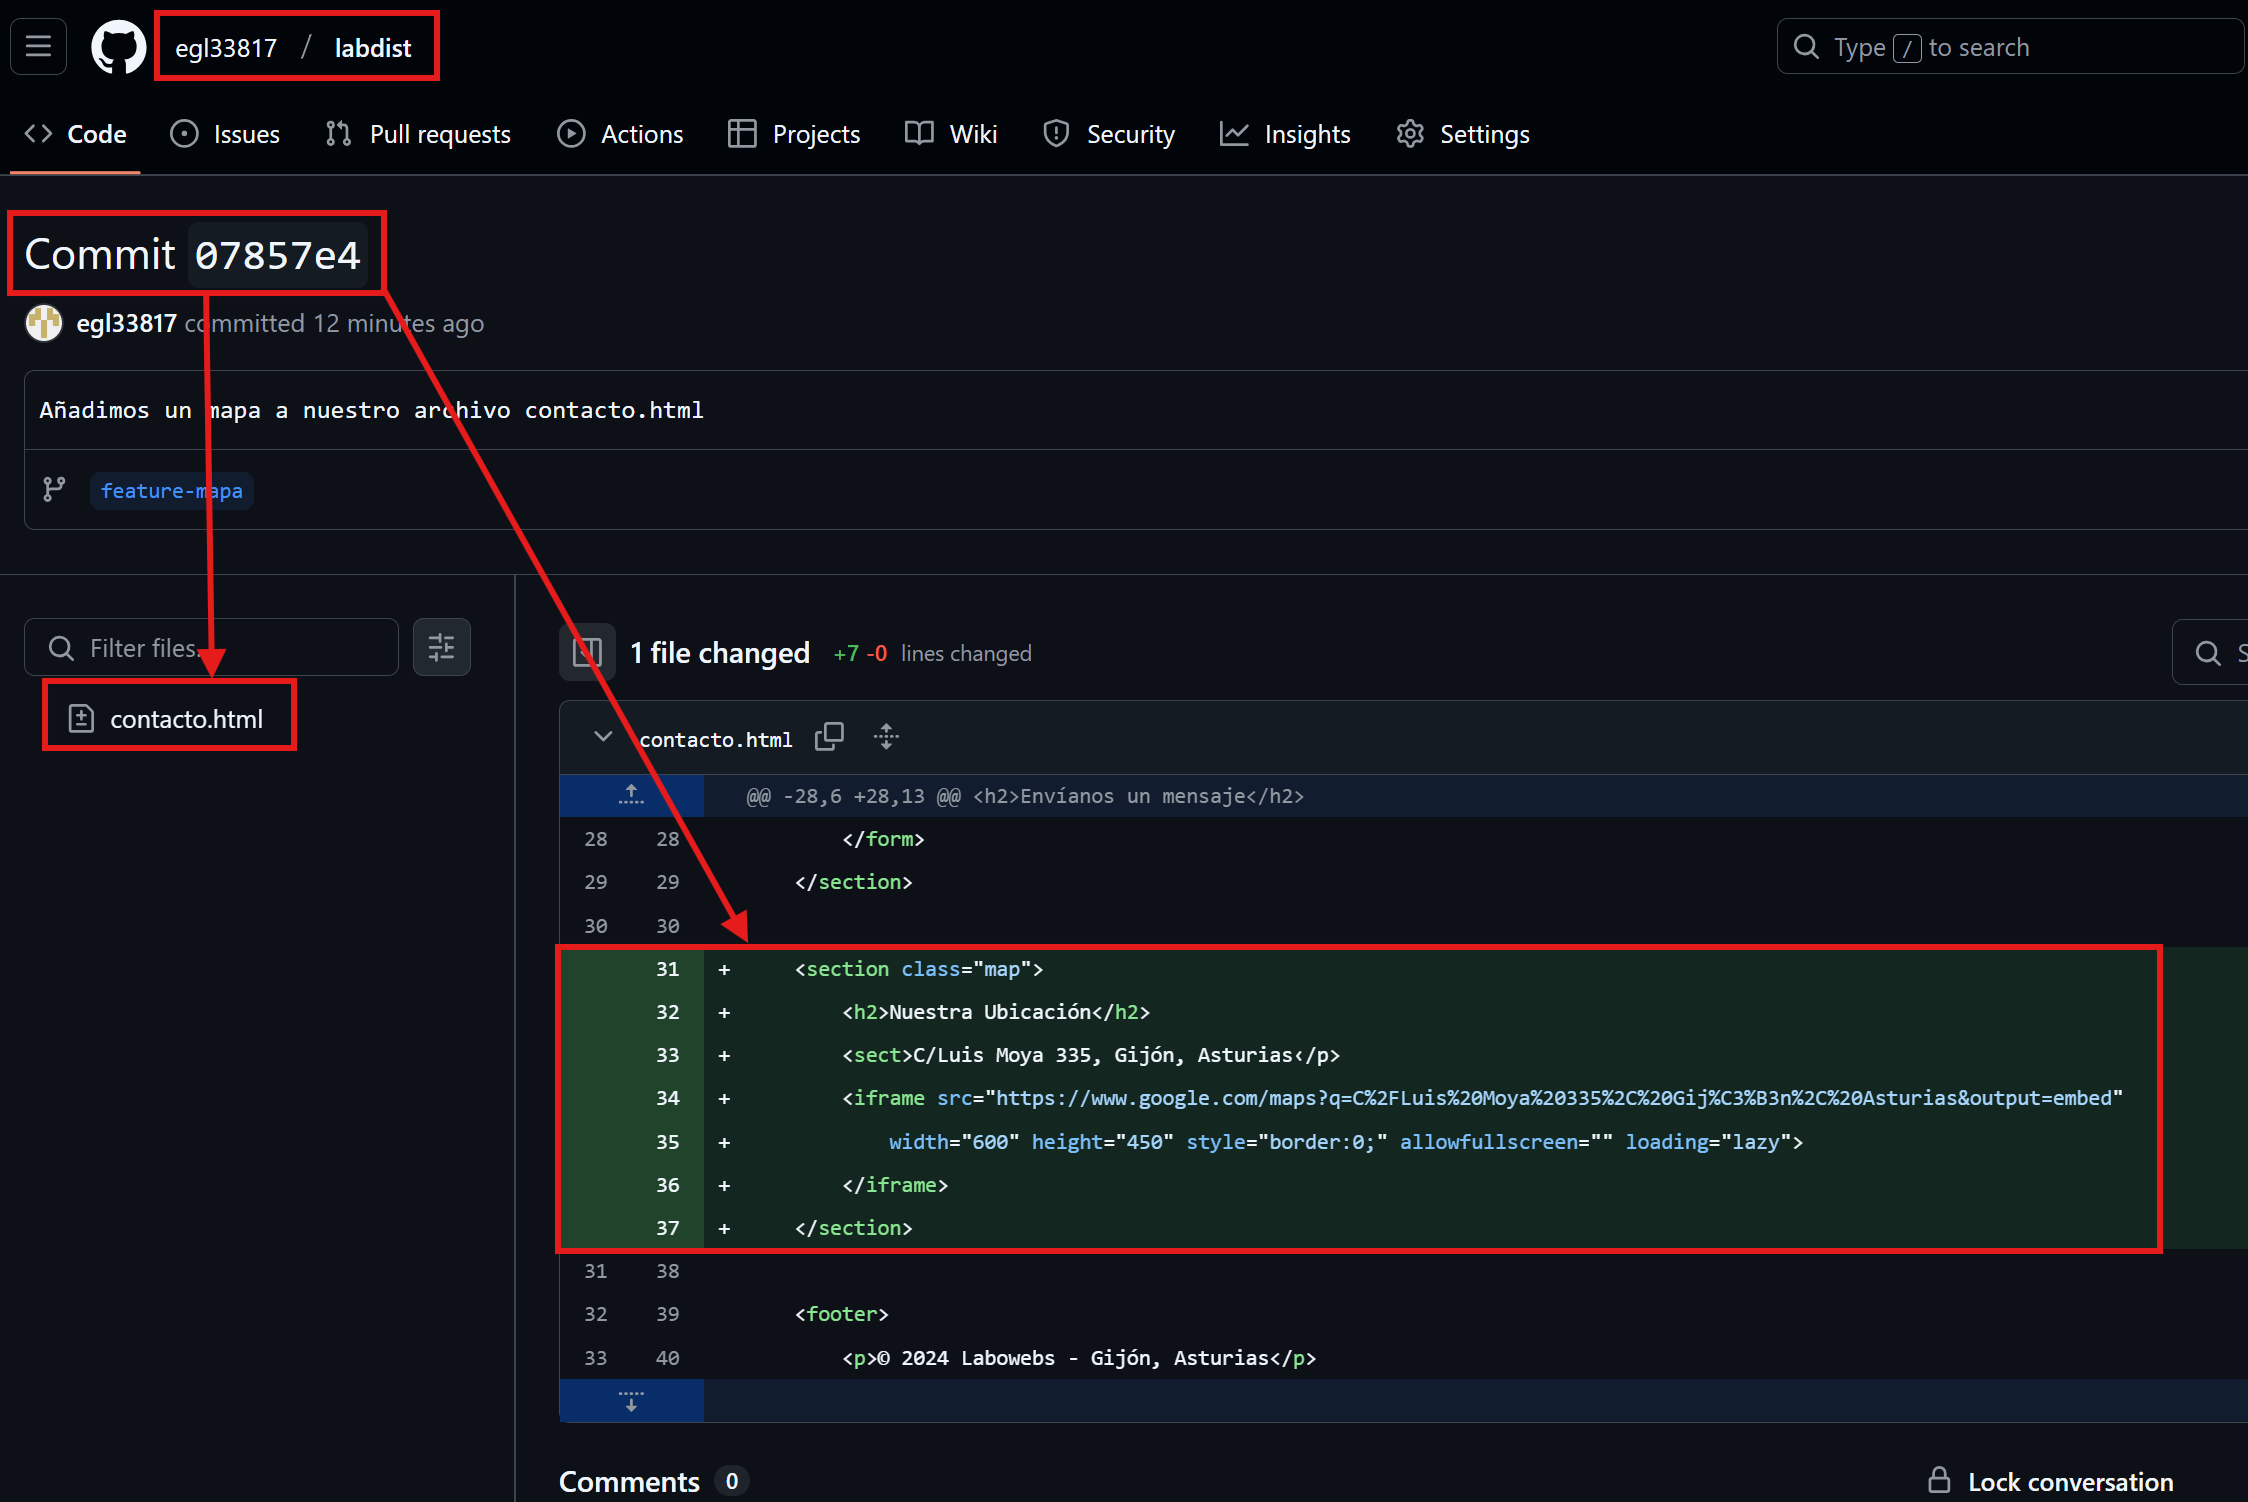 egl33817 / labdist
Type / to search
Code Issues Pull requests Actions Projects Wiki Security Insights Settings
Commit 07857e4
egl33817 committed 12 minutes ago
Añadimos un mapa a nuestro archivo contacto.html
feature-mapa
Filter files.
contacto.html
1 file changed +7 -0 lines changed
S
contacto.html
@@ -28,6 +28,13 @@ <h2>Envíanos un mensaje</h2>
28 28 </form>
29 29 </section>
30 30
31 + <section class="map">
32 + <h2>Nuestra Ubicación</h2>
33 + <sect>C/Luis Moya 335, Gijón, Asturias</p>
34 + <iframe src="https://www.google.com/maps?q=C%2FLuis%20Moya%20335%2C%20Gij%C3%B3n%2C%20Asturias&output=embed"
35 + width="600" height="450" style="border:0;" allowfullscreen="" loading="lazy">
36 + </iframe>
37 + </section>
31 38
32 39 <footer>
33 40 <p>© 2024 Labowebs - Gijón, Asturias</p>
Comments 0
Lock conversation